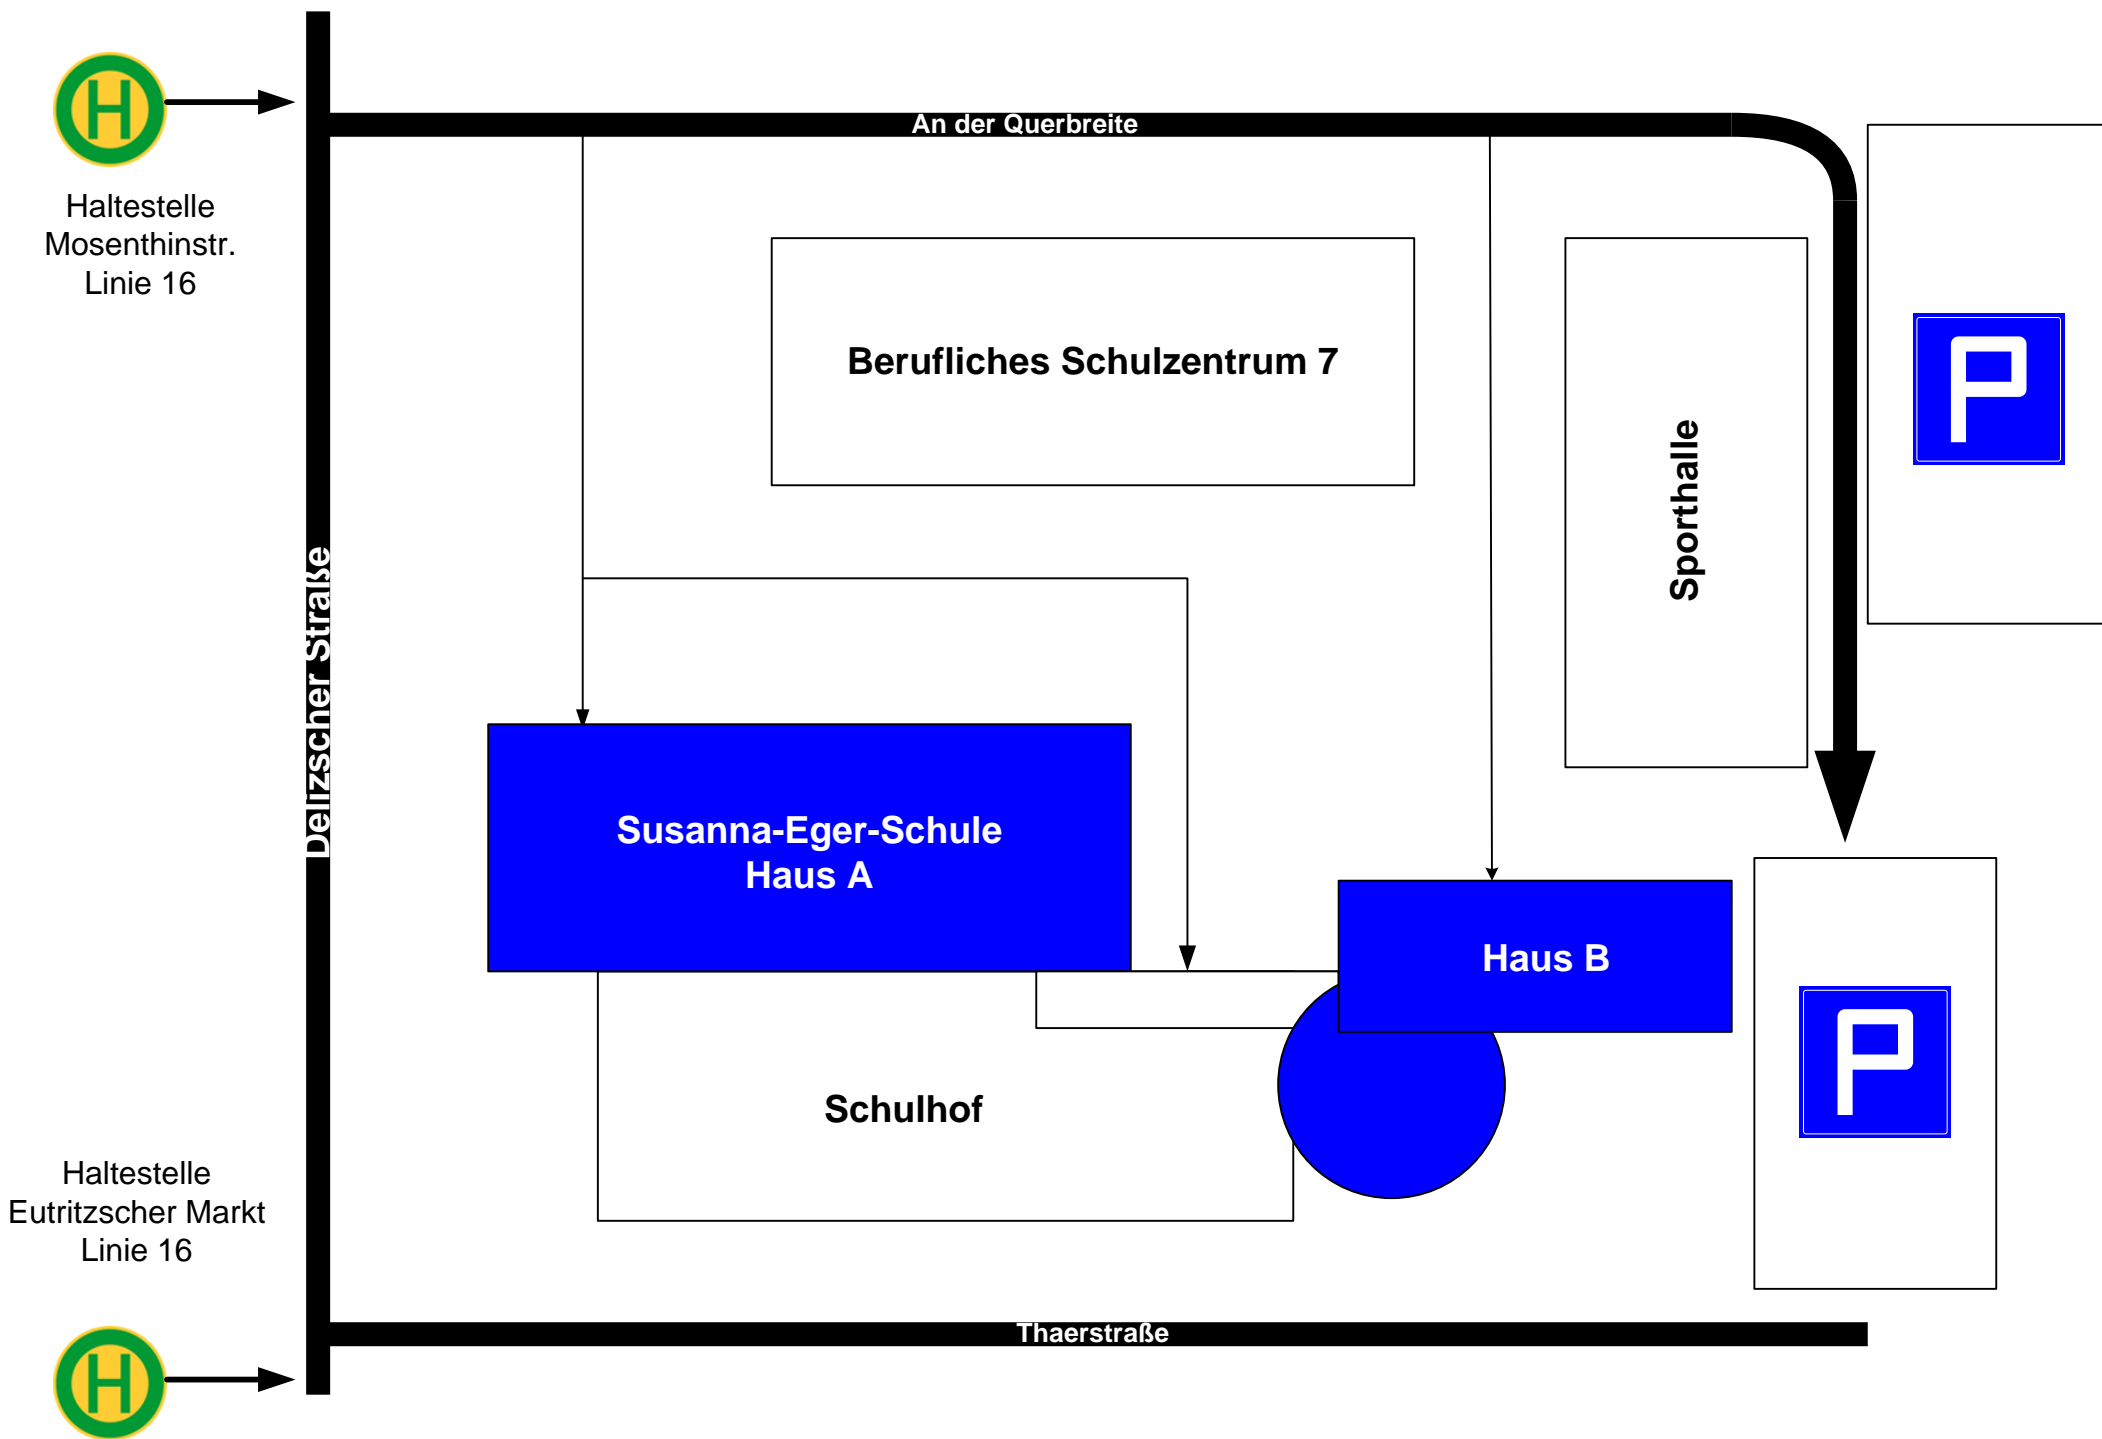 H
An der Querbreite
Haltestelle
Mosenthinstr.
Linie 16
Berufliches Schulzentrum 7
P
Sporthalle
Delizscher Straße
Susanna-Eger-Schule
Haus A
Haus B
P
Schulhof
Haltestelle
Eutritzscher Markt
Linie 16
Thaerstraße
H